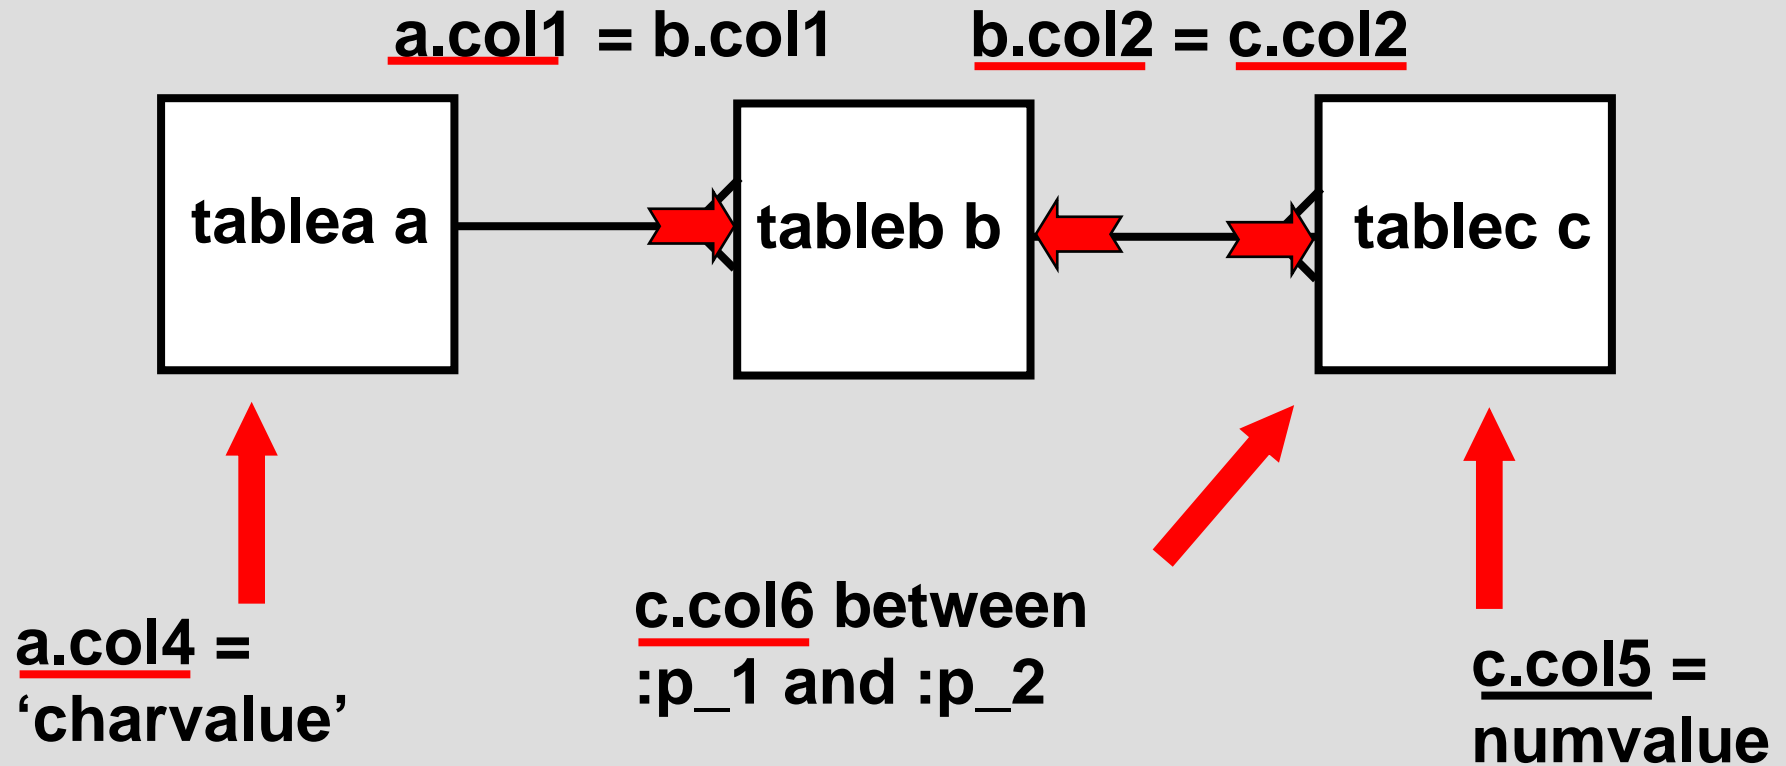 a.col1 = b.col1
b.col2 = c.col2
tablea a
tableb b
tablec c
a.col4 =
‘charvalue’
c.col6 between
:p_1 and :p_2
c.col5 =
numvalue